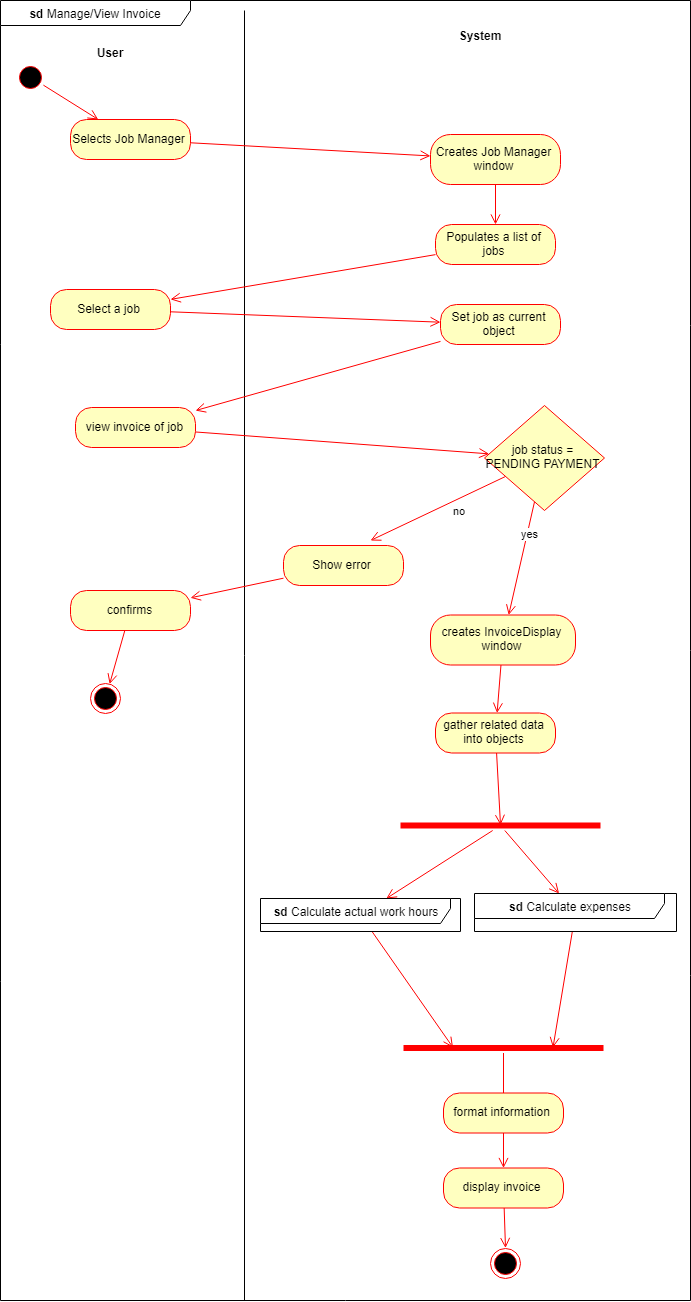 sd Manage/View Invoice
User
System
Selects Job Manager
Creates Job Manager
window
Populates a list of
jobs
Select a job
Set job as current
object
view invoice of job
job status =
PENDING PAYMENT
no
yes
Show error
confirms
creates InvoiceDisplay
window
gather related data
into objects
sd Calculate actual work hours
sd Calculate expenses
format information
display invoice